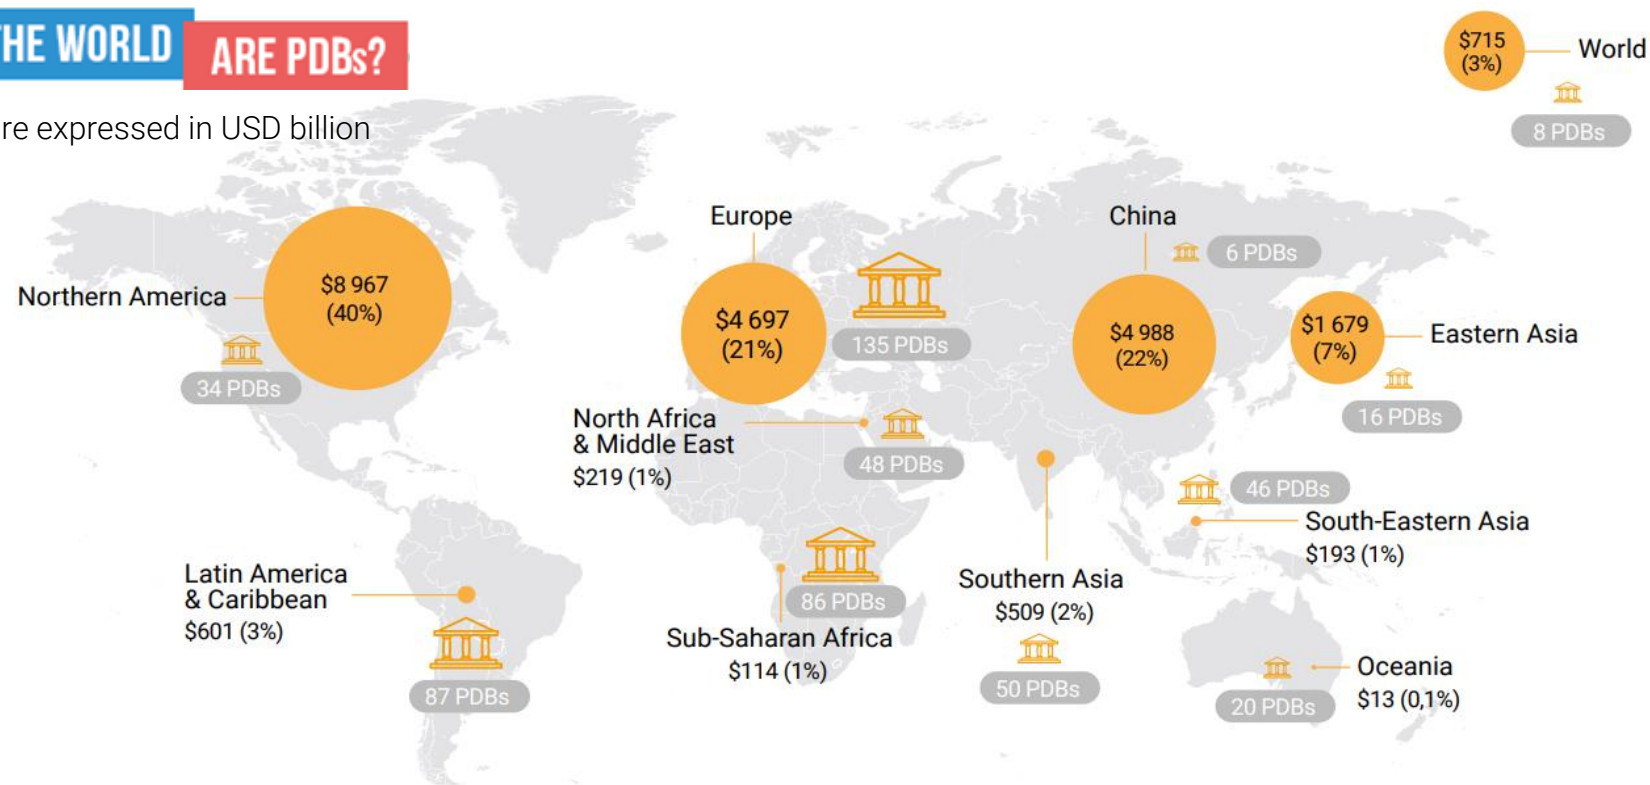 THE WORLD
ARE PDBs?
re expressed in USD billion
$715
(3%)
World
8 PDBs
Northern America
$8 967
(40%)
34 PDBs
Europe
$4 697
(21%)
135 PDBs
China
6 PDBs
$4 988
(22%)
$1 679
(7%)
Eastern Asia
16 PDBs
North Africa
& Middle East
$219 (1%)
48 PDBs
46 PDBs
South-Eastern Asia
$193 (1%)
Latin America
& Caribbean
$601 (3%)
87 PDBs
86 PDBs
Sub-Saharan Africa
$114 (1%)
Southern Asia
$509 (2%)
50 PDBs
Oceania
$13 (0,1%)
20 PDBs